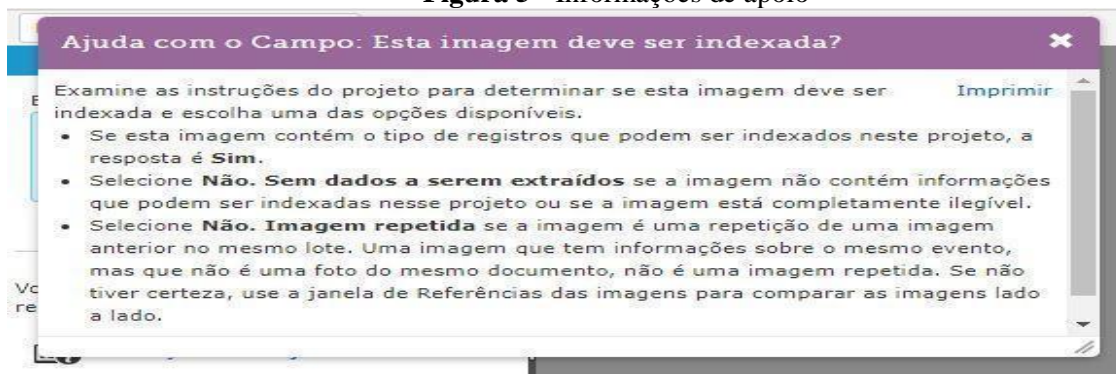 Figura 3 - Informações de apoio
Ajuda com o Campo: Esta imagem deve ser indexada?
Examine as instruções do projeto para determinar se esta imagem deve ser Imprimir
indexada e escolha uma das opções disponíveis.
• Se esta imagem contém o tipo de registros que podem ser indexados neste projeto, a
resposta é Sim.
• Selecione Não. Sem dados a serem extraídos se a imagem não contém informações
que podem ser indexadas nesse projeto ou se a imagem está completamente ilegível.
• Selecione Não. Imagem repetida se a imagem é uma repetição de uma imagem
anterior no mesmo lote. Uma imagem que tem informações sobre o mesmo evento,
mas que não é uma foto do mesmo documento, não é uma imagem repetida. Se não
tiver certeza, use a janela de Referências das imagens para comparar as imagens lado
a lado.